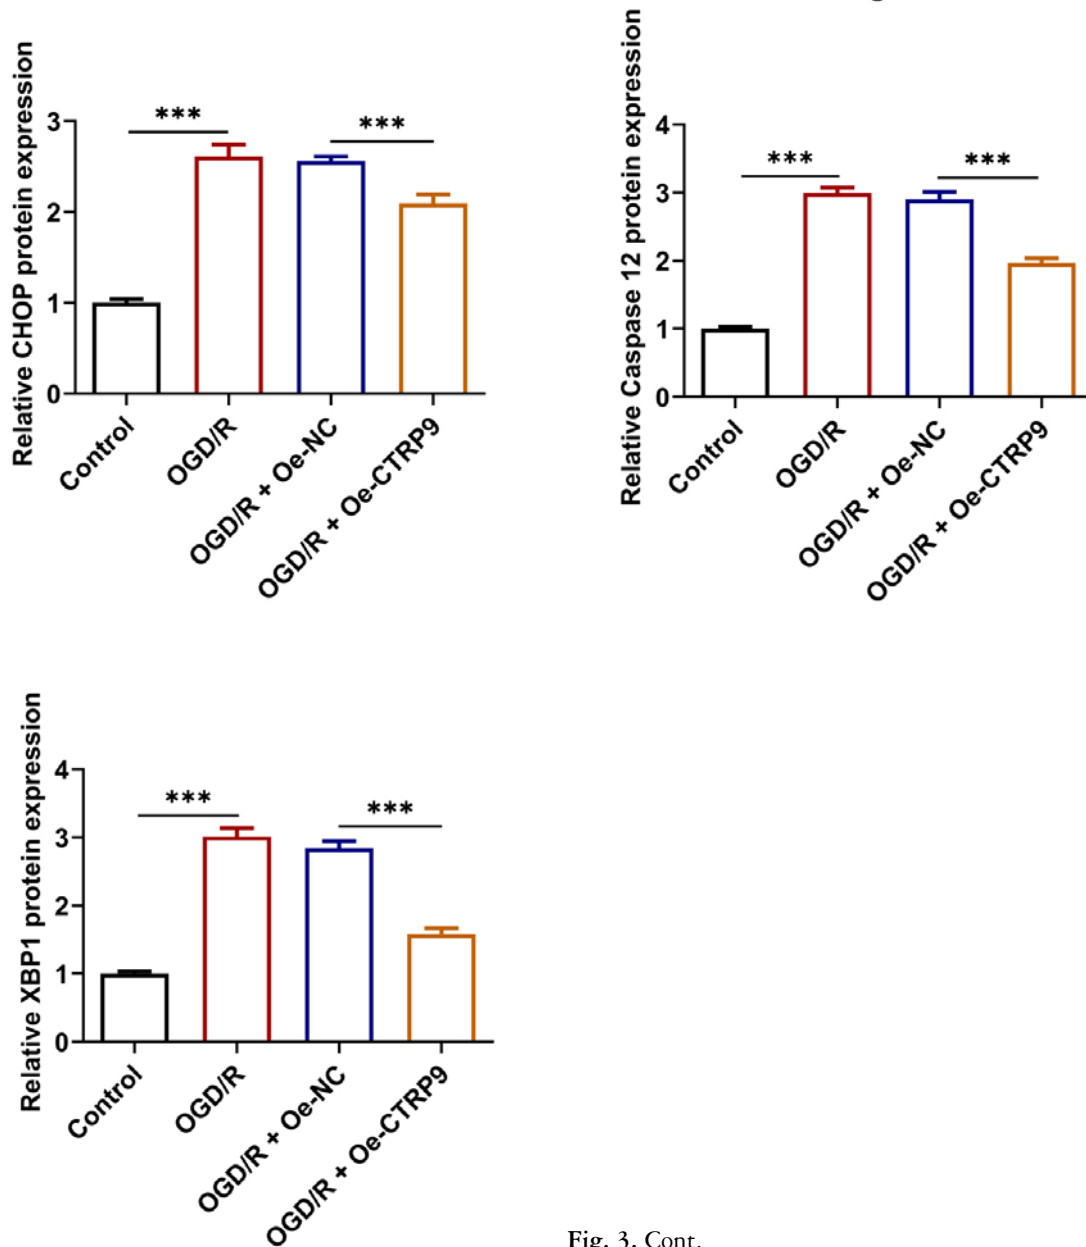 Relative CHOP protein expression
3
2
1
0
***
***
Control
OGD/R
OGD/R + Oe-NC
OGD/R + Oe-CTRP9
Relative Caspase 12 protein expression
4
3
2
1
0
***
***
Control
OGD/R
OGD/R + Oe-NC
OGD/R + Oe-CTRP9
Relative XBP1 protein expression
4
3
2
1
0
***
***
Control
OGD/R
OGD/R + Oe-NC
OGD/R + Oe-CTRP9
Fig. 3. Cont.